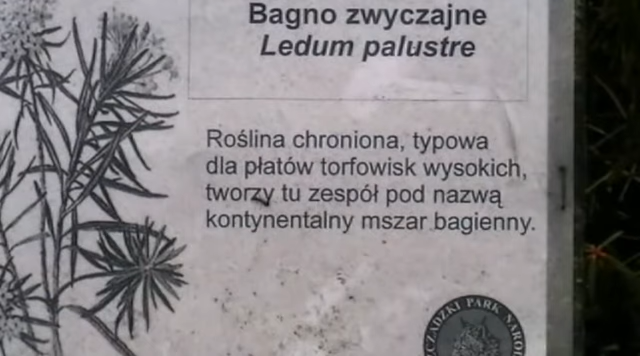 Bagno zwyczajne
Ledum palustre
Roślina chroniona, typowa
dla płatów torfowisk wysokich,
tworzy tu zespół pod nazwą
kontynentalny mszar bagienny.
PARK